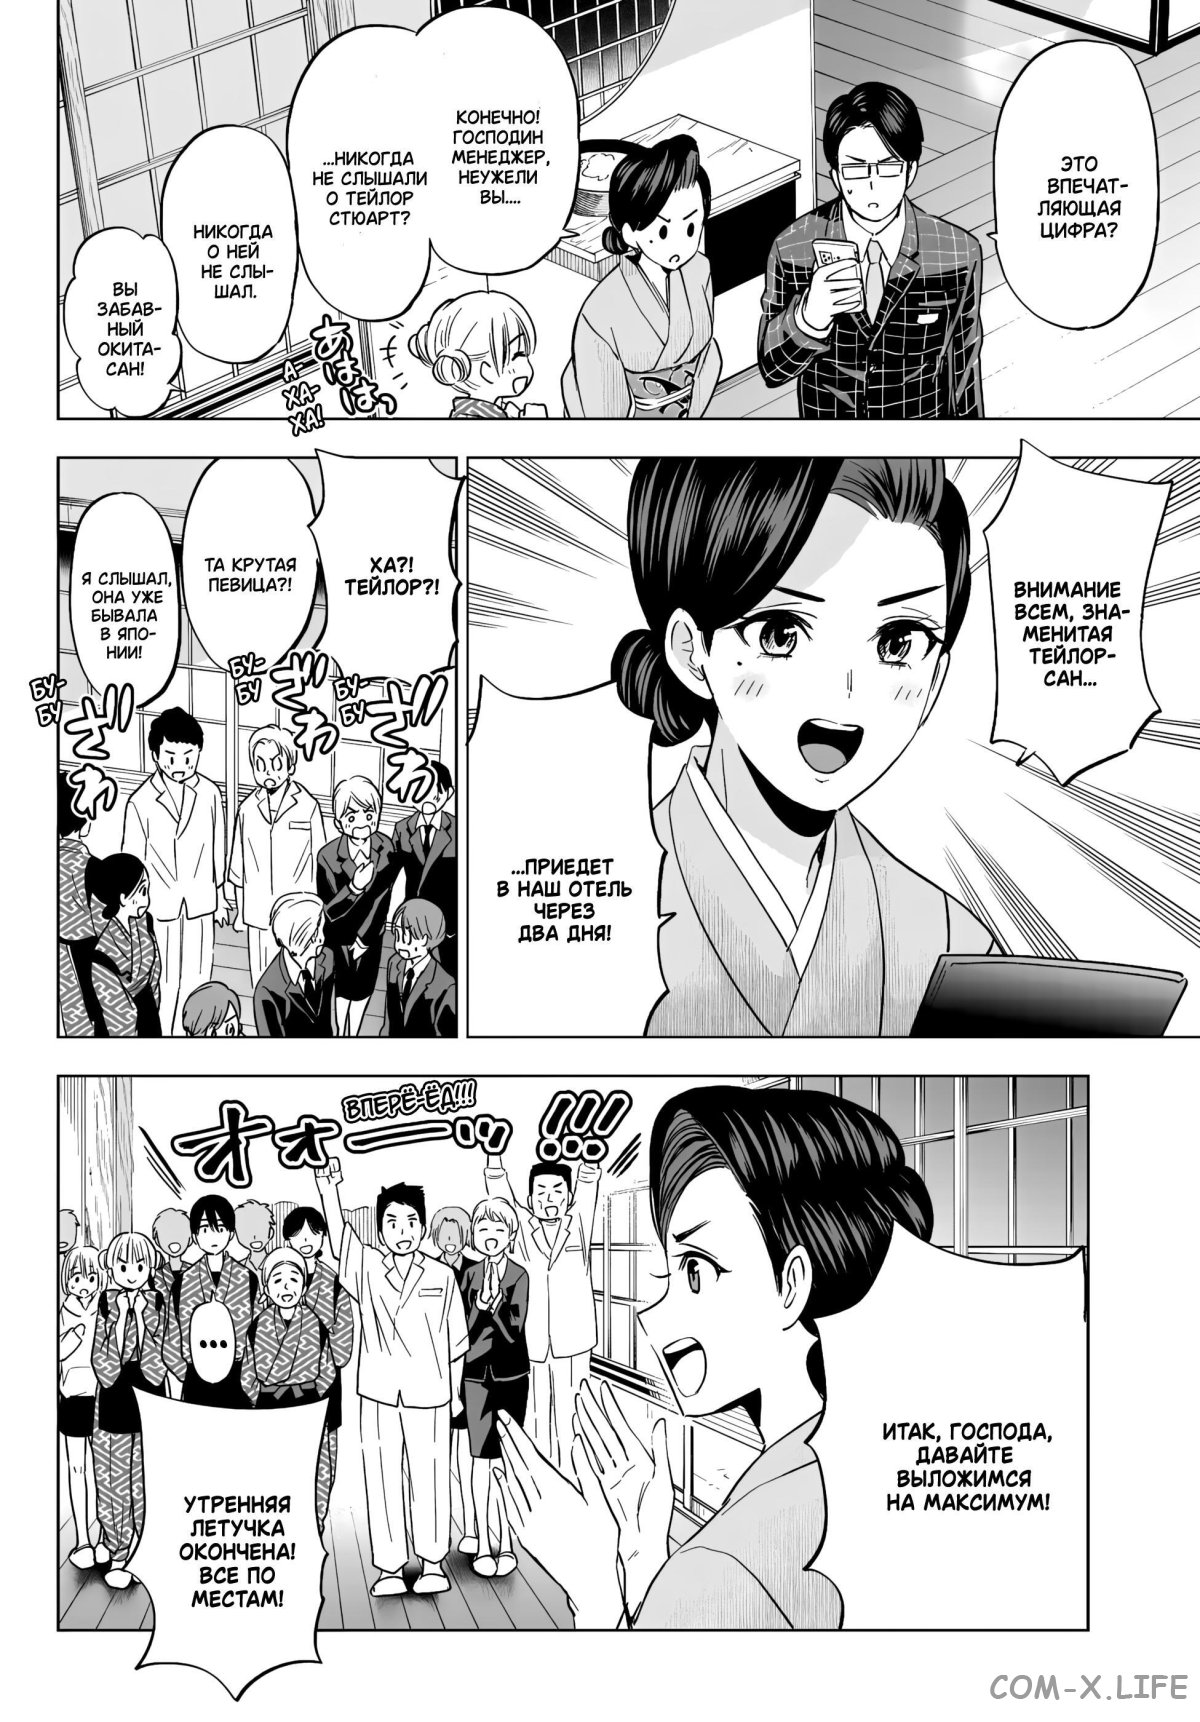 ЭТО
ВПЕЧАТ-
ЛЯЮЩАЯ
ЦИФРА?
КОНЕЧНО!
ГОСПОДИН
МЕНЕДЖЕР,
НЕУЖЕЛИ
ВЫ....
...НИКОГДА
НЕ СЛЫШАЛИ
О ТЕЙЛОР
СТЮАРТ?
НИКОГДА
О НЕЙ
НЕ СЛЫ-
ШАЛ.
ВЫ
ЗАБАВ-
НЫЙ
ОКИТА-
САН!
あははっ
А-
ХА-
ХА!
ВНИМАНИЕ
ВСЕМ, ЗНА-
МЕНИТАЯ
ТЕЙЛОР-
САН...
...ПРИЕДЕТ
В НАШ ОТЕЛЬ
ЧЕРЕЗ
ДВА ДНЯ!
ХА?!
ТЕЙЛОР?!
ТА КРУТАЯ
ПЕВИЦА?!
Я СЛЫШАЛ,
ОНА УЖЕ
БЫВАЛА
В ЯПО-
НИИ!
БУ-
БУ
ざわ
БУ-
БУ
ざわ
БУ-
БУ
ざわ
ВПЕРЁ-ЁД!!!
オォーーッ!!!
ИТАК, ГОСПОДА,
ДАВАЙТЕ
ВЫЛОЖИМСЯ
НА МАКСИМУМ!
...
УТРЕННЯЯ
ЛЕТУЧКА
ОКОНЧЕНА!
ВСЕ ПО
МЕСТАМ!
COM-X.LIFE